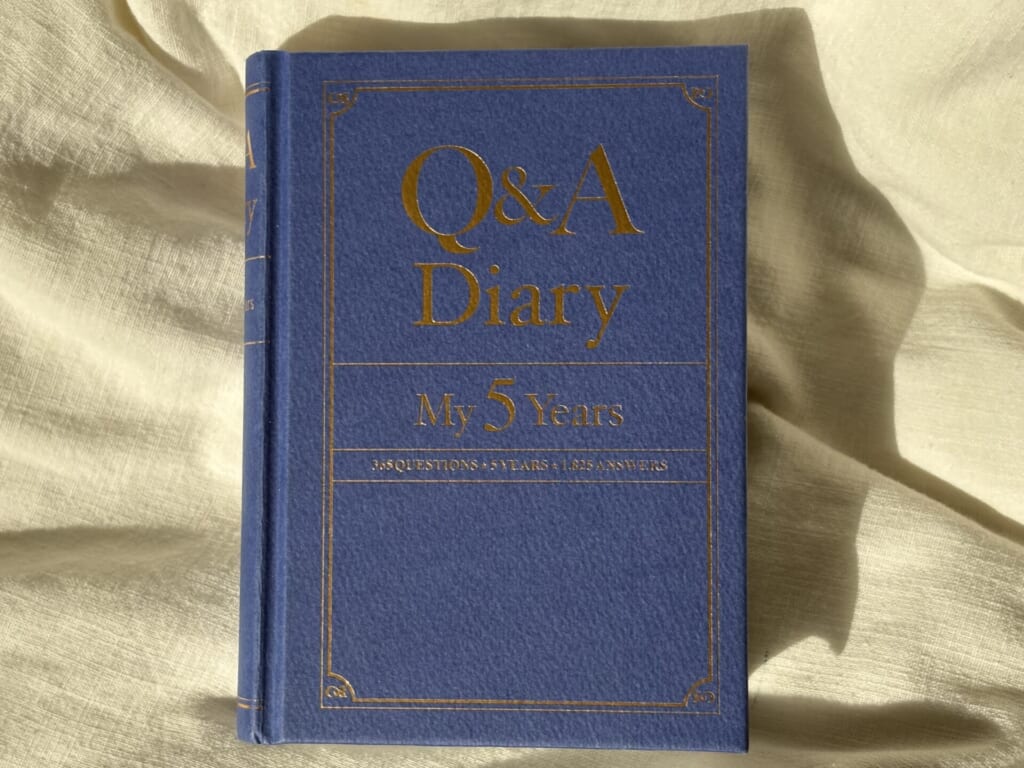 Q&A
Diary
My 5 Years
365 QUESTIONS * 5 YEARS = 1,825 ANSWERS
A
y